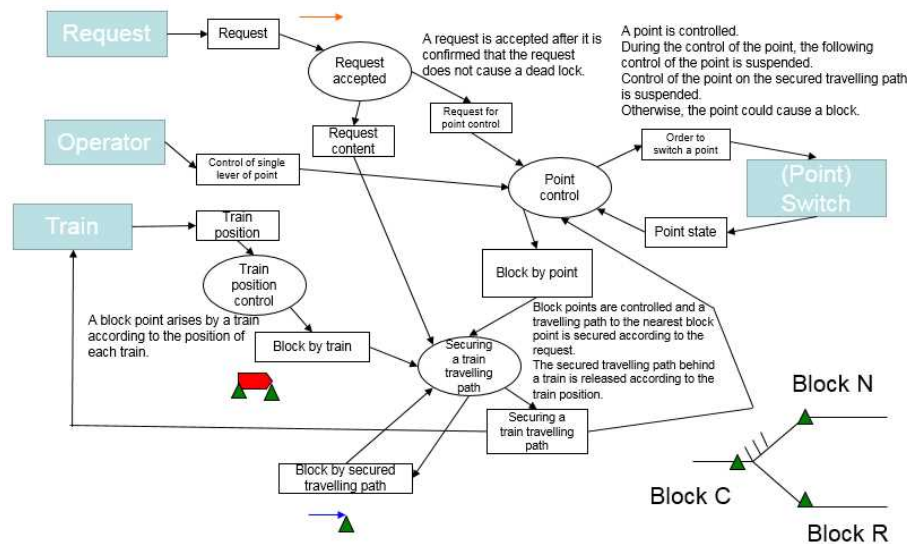 Request
Request
Request
accepted
A request is accepted after it is
confirmed that the request
does not cause a dead lock.
A point is controlled.
During the control of the point, the following
control of the point is suspended.
Control of the point on the secured travelling path
is suspended.
Otherwise, the point could cause a block.
Request for
point control
Request
content
Operator
Control of single
lever of point
Point
control
Order to
switch a point
(Point)
Switch
Point state
Train
Train
position
Train
position
control
A block point arises by a train
according to the position of
each train.
Block by train
Block by point
Block points are controlled and a
travelling path to the nearest block
point is secured according to the
request.
The secured travelling path behind
a train is released according to the
train position.
Securing
a train
travelling
path
Securing a
train travelling
path
Block by secured
travelling path
Block N
Block C
Block R